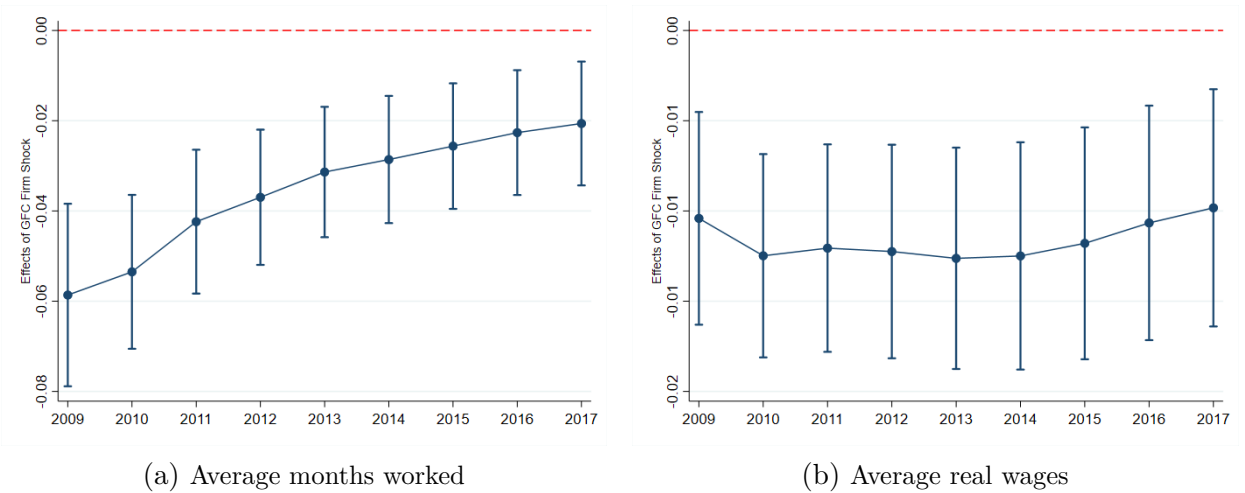 Effects of GFC Firm Shock
0.00
-0.02
-0.04
-0.06
-0.08
2009 2010 2011 2012 2013 2014 2015 2016 2017
(a) Average months worked
Effects of GFC Firm Shock
0.00
-0.01
-0.01
-0.01
-0.02
2009 2010 2011 2012 2013 2014 2015 2016 2017
(b) Average real wages